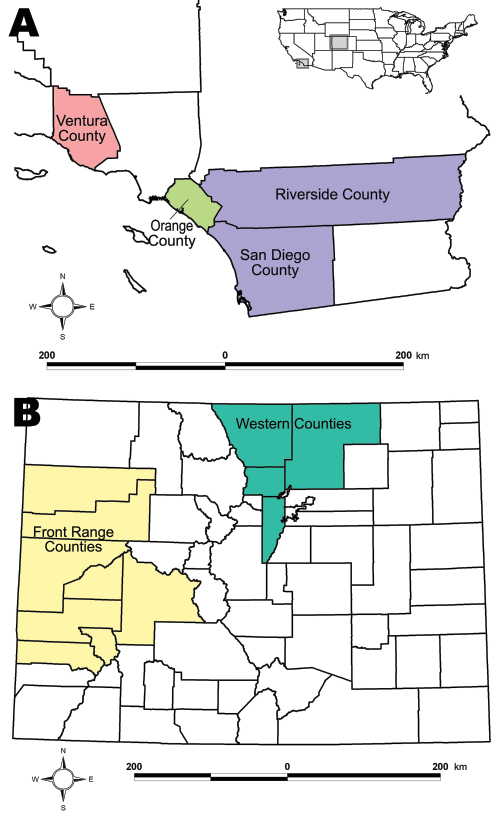 A
Ventura
County
Riverside County
Orange
County
San Diego
County
N
W E
S
200 0 200 km
B
Western Counties
Front Range
Counties
N
W E
S
200 0 200 km